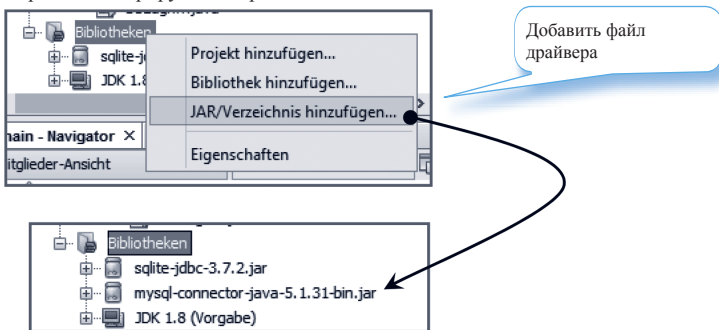 Bibliotheken
sqlite-j
JDK 1.8
Projekt hinzufügen...
Bibliothek hinzufügen...
JAR/Verzeichnis hinzufügen...
Eigenschaften
Добавить файл
драйвера
main - Navigator ×
itglieder-Ansicht
Bibliotheken
sqlite-jdbc-3.7.2.jar
mysql-connector-java-5.1.31-bin.jar
JDK 1.8 (Vorgabe)